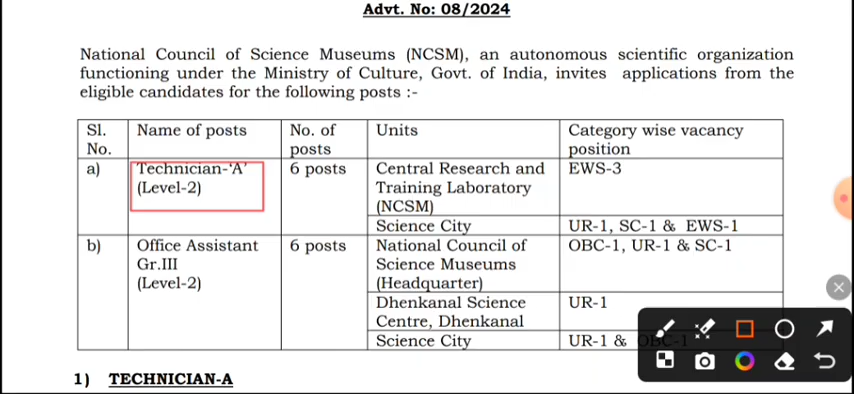 Advt. No: 08/2024
National Council of Science Museums (NCSM), an autonomous scientific organization
functioning under the Ministry of Culture, Govt. of India, invites applications from the
eligible candidates for the following posts :-
Sl. No.
Name of posts
No. of posts
Units
Category wise vacancy position
a)
Technician-‘A’
(Level-2)
6 posts
Central Research and
Training Laboratory
(NCSM)
EWS-3
Science City
UR-1, SC-1 & EWS-1
b)
Office Assistant
Gr.III
(Level-2)
6 posts
National Council of
Science Museums
(Headquarter)
OBC-1, UR-1 & SC-1
Dhenkanal Science
Centre, Dhenkanal
UR-1
Science City
UR-1 & OBC-1
1) TECHNICIAN-A